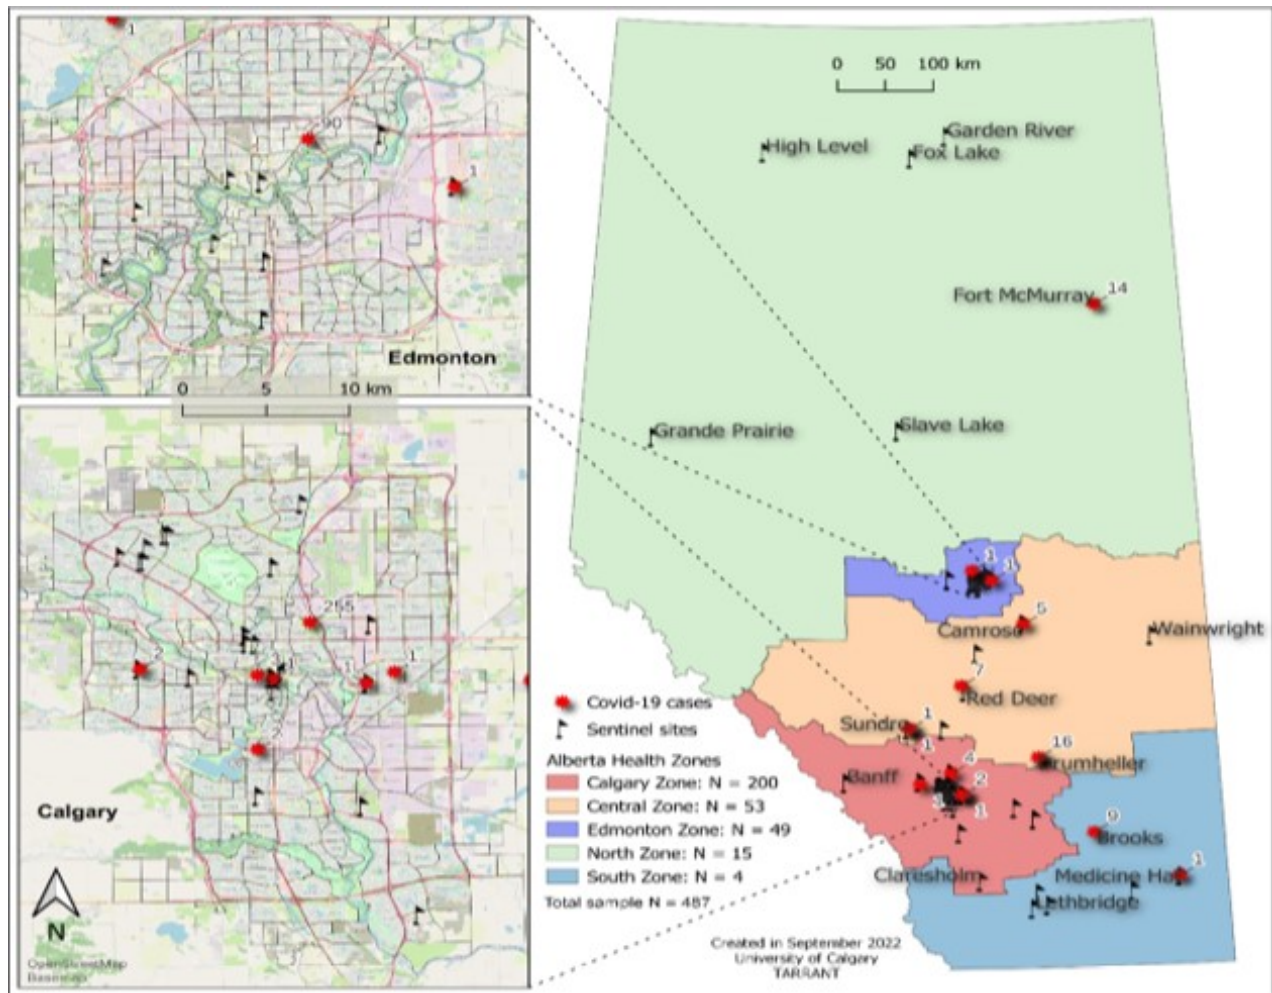 1
90
1
Edmonton
0 5 10 km
255
2
1
1
1
2
Calgary
N
OpenStreetMap
Basemap
0 50 100 km
High Level
Garden River
Fox Lake
Fort McMurray
14
Grande Prairie
Slave Lake
1
1
5
Camrose
Wainwright
7
Red Deer
Sundre
1
1
16
Drumheller
4
Banff
2
1
1
9
Brooks
Claresholm
Medicine Hat
1
Lethbridge
Covid-19 cases
Sentinel sites
Alberta Health Zones
Calgary Zone: N = 200
Central Zone: N = 53
Edmonton Zone: N = 49
North Zone: N = 15
South Zone: N = 4
Total sample N = 487
Created in September 2022
University of Calgary
TARRANT